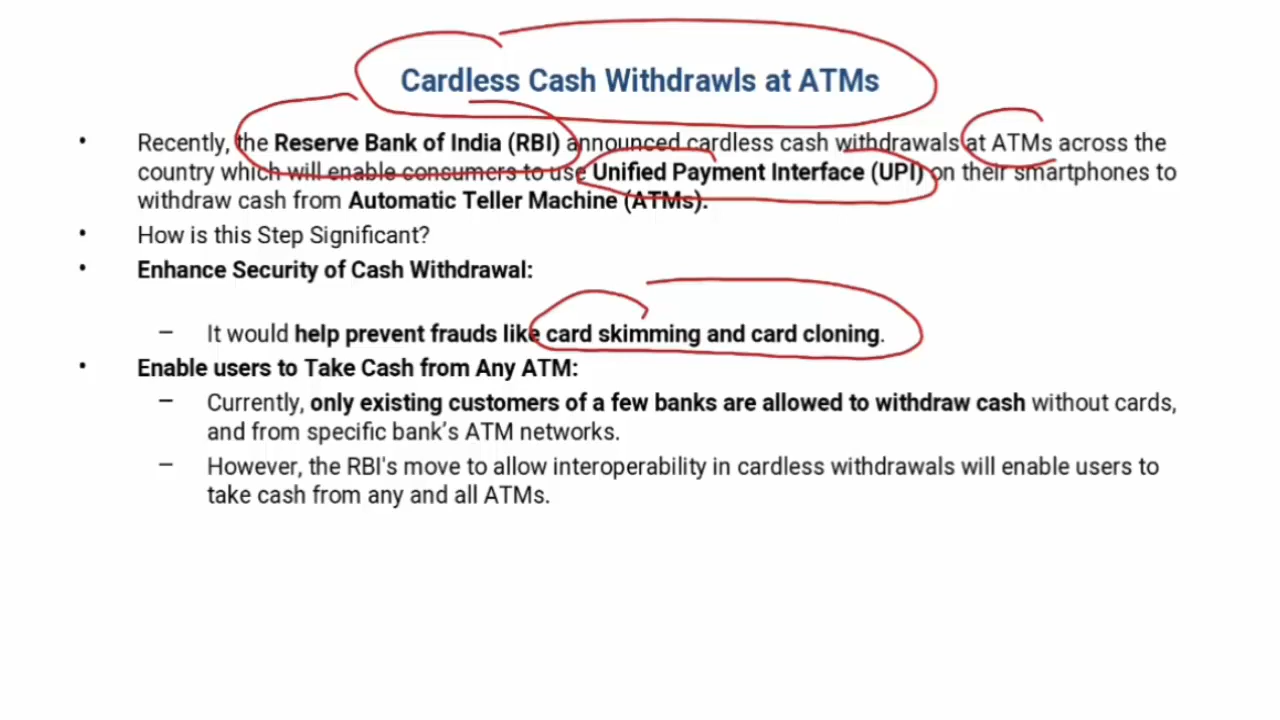 Cardless Cash Withdrawls at ATMs
• Recently, the Reserve Bank of India (RBI) announced cardless cash withdrawals at ATMs across the
country which will enable consumers to use Unified Payment Interface (UPI) on their smartphones to
withdraw cash from Automatic Teller Machine (ATMs).
• How is this Step Significant?
• Enhance Security of Cash Withdrawal:
– It would help prevent frauds like card skimming and card cloning.
• Enable users to Take Cash from Any ATM:
– Currently, only existing customers of a few banks are allowed to withdraw cash without cards,
and from specific bank’s ATM networks.
– However, the RBI's move to allow interoperability in cardless withdrawals will enable users to
take cash from any and all ATMs.